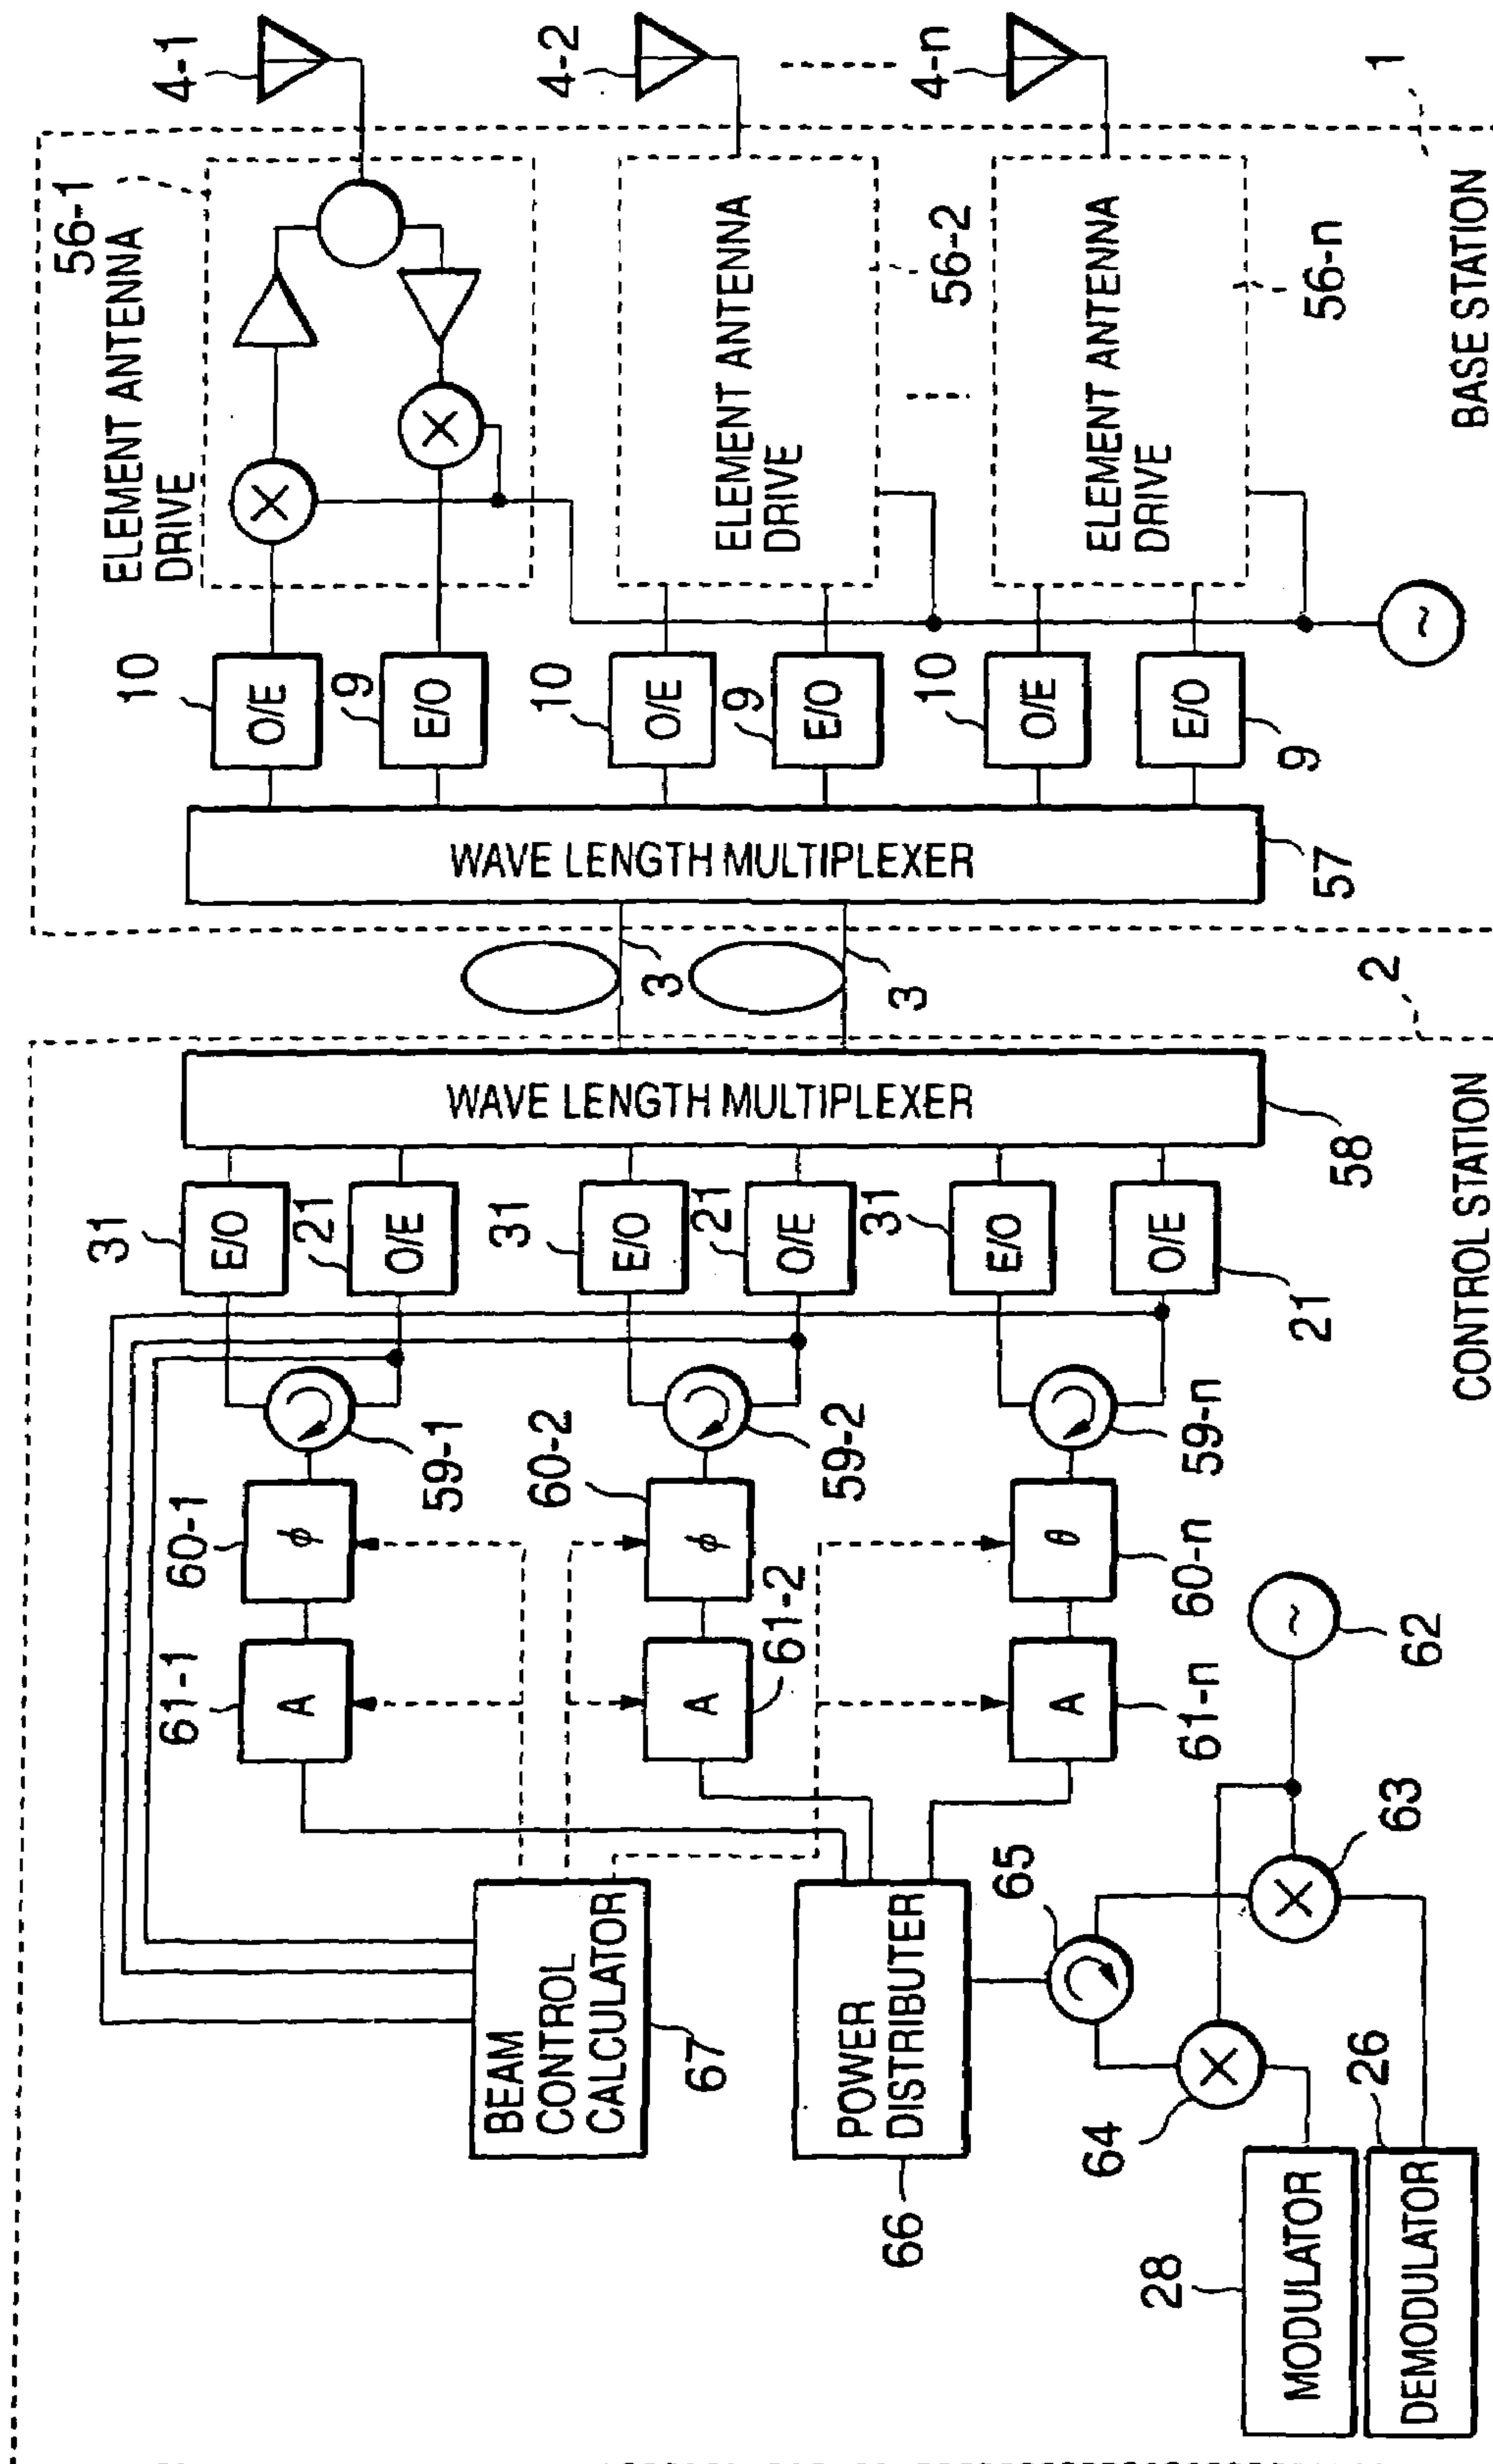 4-1
4-2
4-n
1
56-1
ELEMENT ANTENNA
DRIVE
ELEMENT ANTENNA
DRIVE
56-2
ELEMENT ANTENNA
DRIVE
56-n
BASE STATION
10
O/E
9
E/O
10
O/E
9
E/O
10
O/E
E/O
9
~
WAVE LENGTH MULTIPLEXER
57
3
3
2
WAVE LENGTH MULTIPLEXER
58
CONTROL STATION
31
E/O
21
O/E
31
E/O
21
O/E
31
E/O
O/E
21
59-1
59-2
59-n
60-1
ϕ
60-2
ϕ
θ
60-n
61-1
A
A
61-2
A
61-n
~
62
63
×
×
×
×
64
65
BEAM
CONTROL
CALCULATOR
67
POWER
DISTRIBUTER
66
28
MODULATOR
26
DEMODULATOR